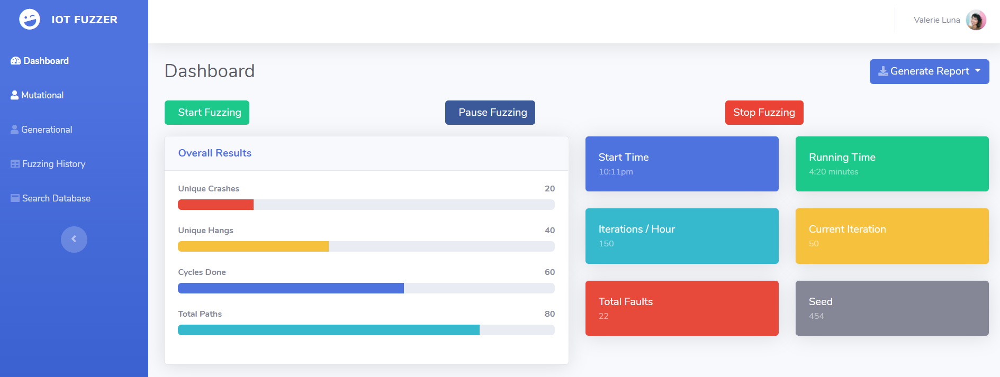 IOT FUZZER
Valerie Luna
Dashboard
Mutational
Generational
Fuzzing History
Search Database
Dashboard
Generate Report
Start Fuzzing
Pause Fuzzing
Stop Fuzzing
Overall Results
Unique Crashes 20
Unique Hangs 40
Cycles Done 60
Total Paths 80
Start Time
10:11pm
Running Time
4:20 minutes
Iterations / Hour
150
Current Iteration
50
Total Faults
22
Seed
454